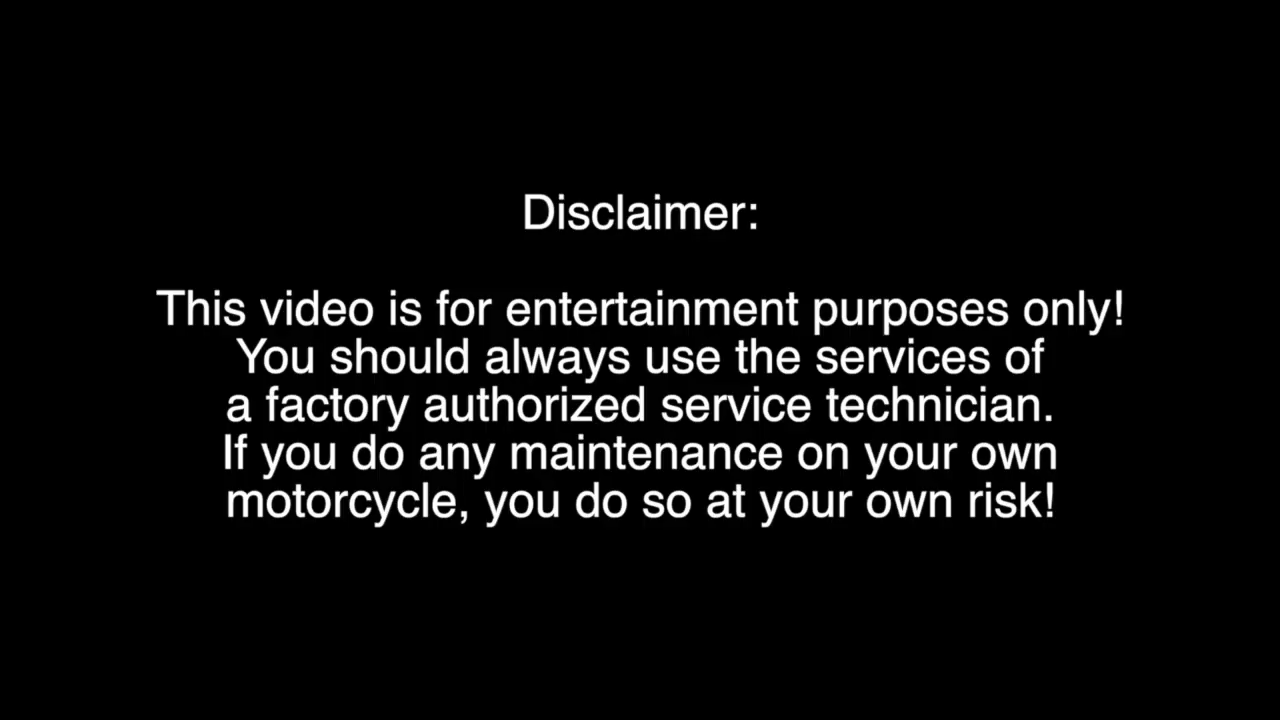 Disclaimer:
This video is for entertainment purposes only!
You should always use the services of
a factory authorized service technician.
If you do any maintenance on your own
motorcycle, you do so at your own risk!